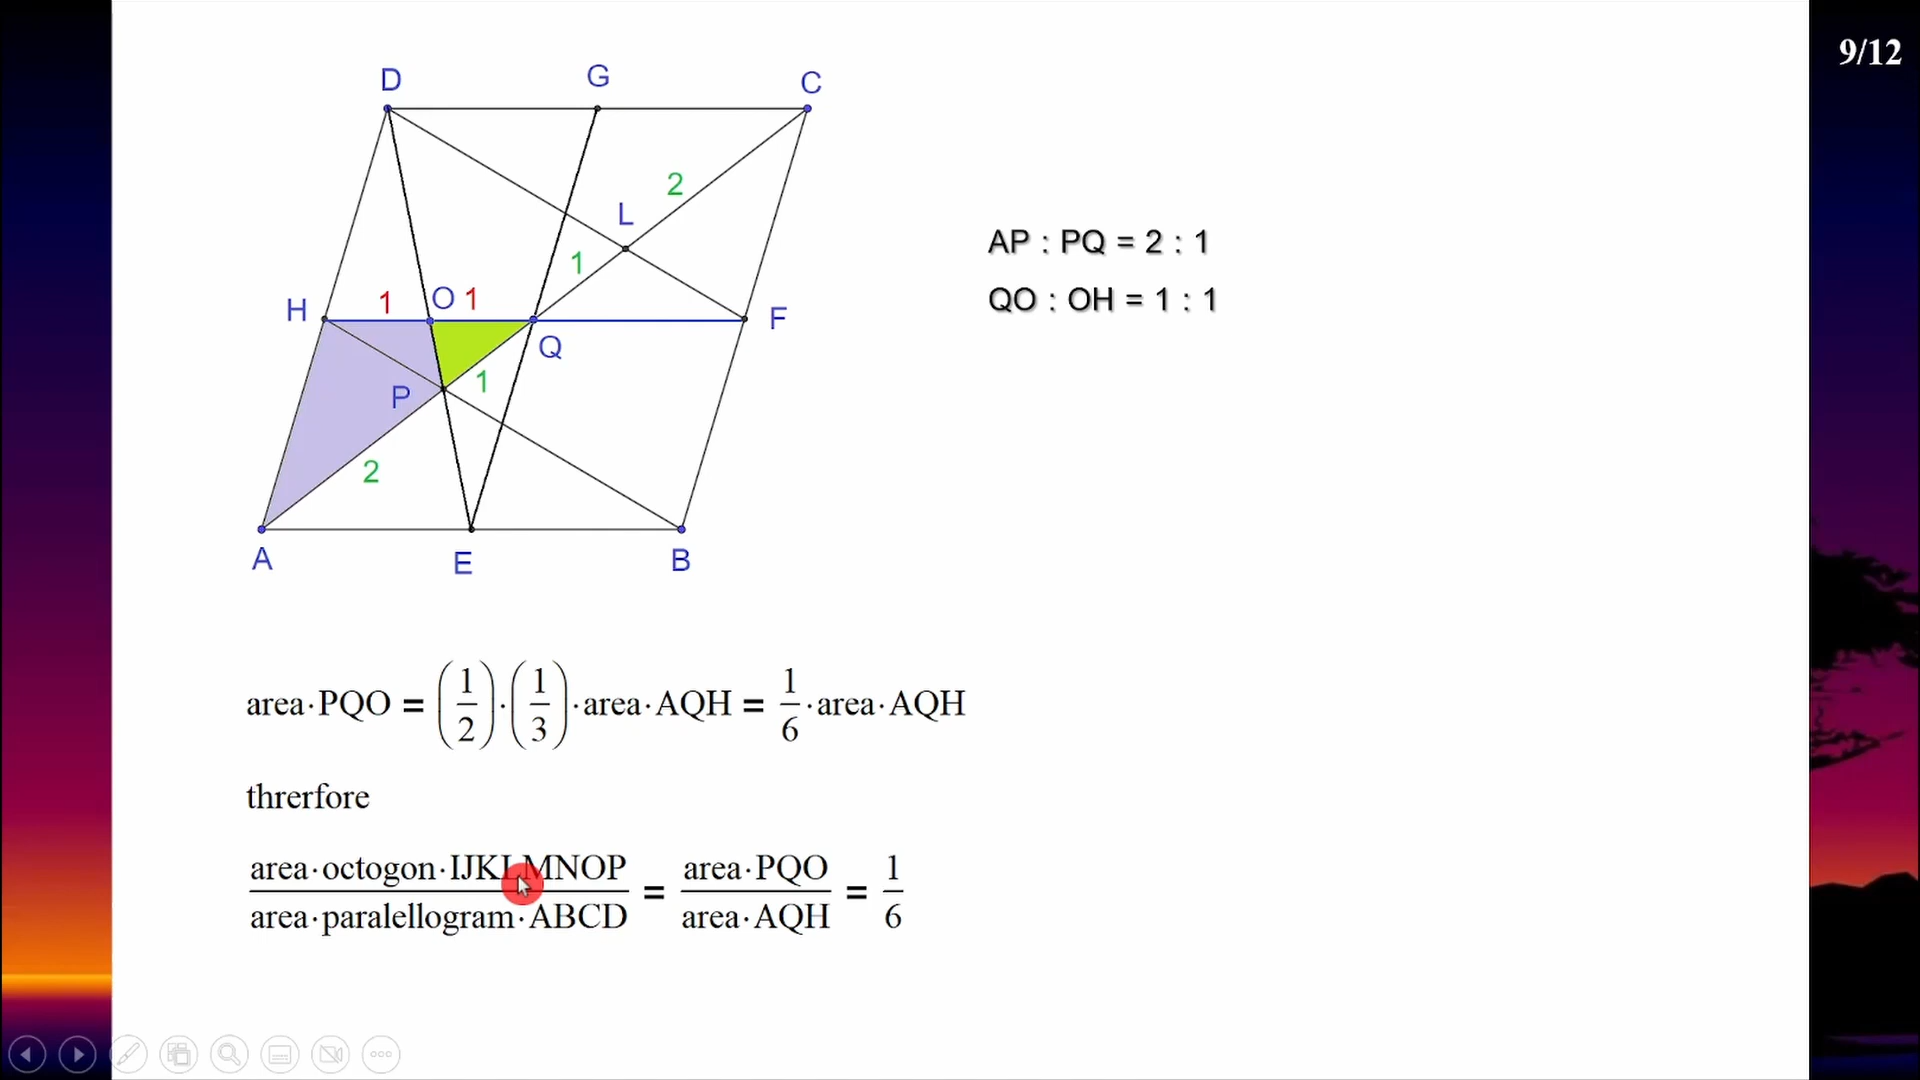 9/12
D G C
2
L
1
AP : PQ = 2 : 1
H 1 O 1 F
QO : OH = 1 : 1
Q
P 1
2
A E B
area·PQO = (1/2)·(1/3)·area·AQH = 1/6·area·AQH
threrfore
area·octogon·IJKLMNOP / area·paralellogram·ABCD = area·PQO / area·AQH = 1/6